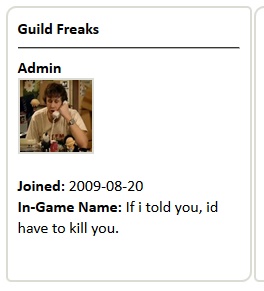 Guild Freaks
Admin
Joined: 2009-08-20
In-Game Name: If i told you, id
have to kill you.